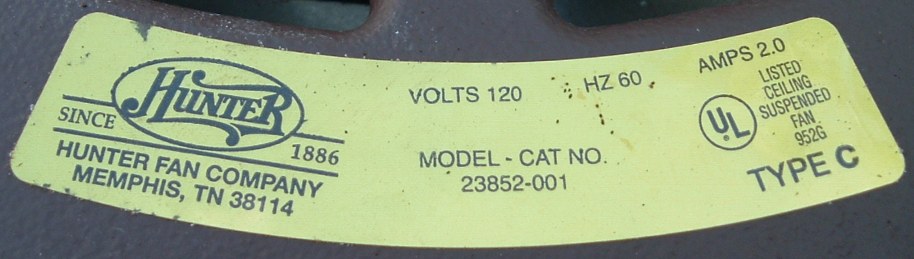 HUNTER
SINCE 1886
HUNTER FAN COMPANY
MEMPHIS, TN 38114
VOLTS 120
HZ 60
AMPS 2.0
MODEL - CAT NO.
23852-001
UL
LISTED
CEILING
SUSPENDED
FAN
952G
TYPE C